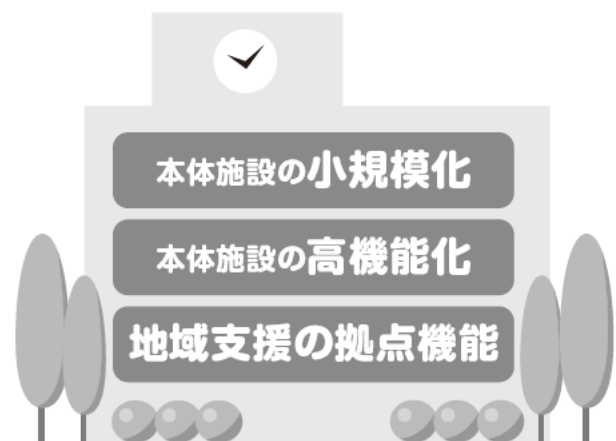 本体施設の小規模化
本体施設の高機能化
地域支援の拠点機能